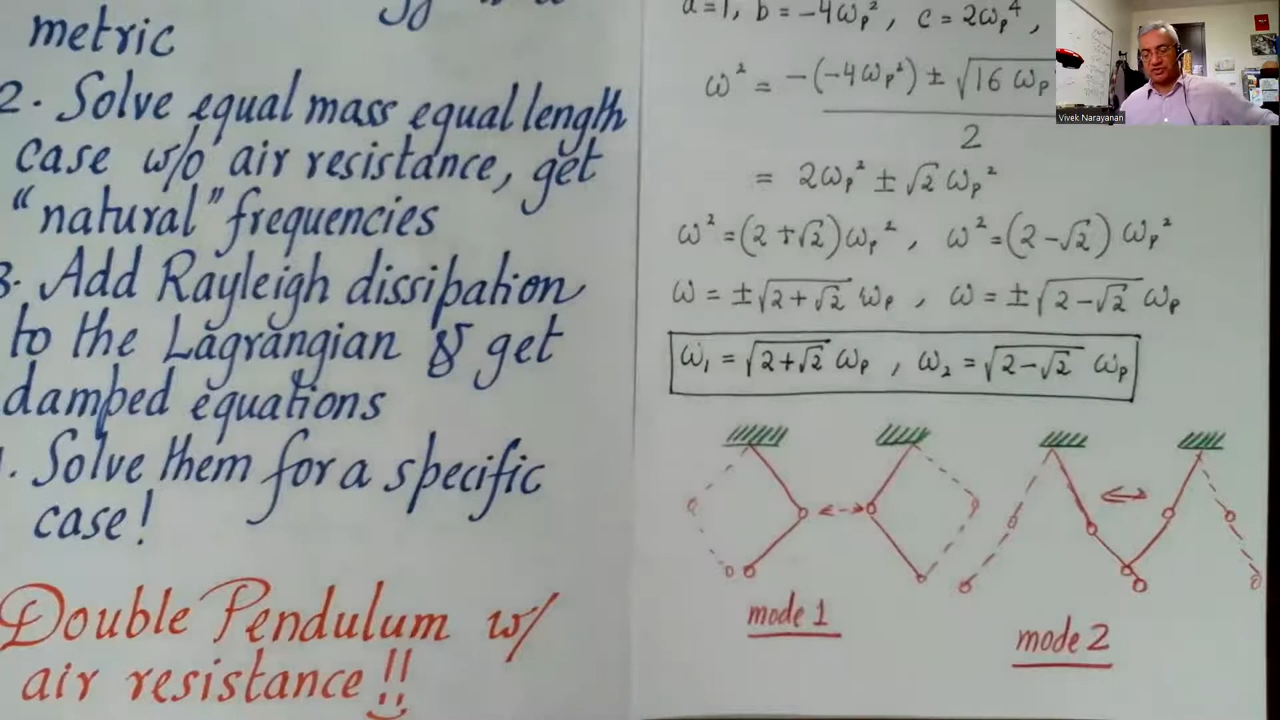 metric
2. Solve equal mass equal length
case w/o air resistance, get
"natural" frequencies
3. Add Rayleigh dissipation
to the Lagrangian & get
damped equations
. Solve them for a specific
case!
Double Pendulum w/
air resistance!!
a=1, b=-4ωₚ², c=2ωₚ⁴,
ω² = -(-4ωₚ²) ± √16 ωₚ
2
= 2ωₚ² ± √2 ωₚ²
ω²=(2+√2)ωₚ², ω²=(2-√2) ωₚ²
ω = ±√(2+√2) ωₚ, ω = ±√(2-√2) ωₚ
ω₁ = √(2+√2) ωₚ, ω₂ = √(2-√2) ωₚ
mode 1
mode 2
Vivek Narayanan